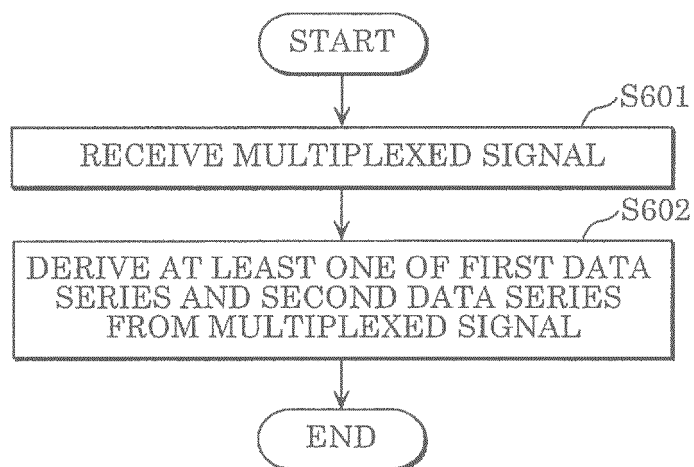 START
S601
RECEIVE MULTIPLEXED SIGNAL
S602
DERIVE AT LEAST ONE OF FIRST DATA
SERIES AND SECOND DATA SERIES
FROM MULTIPLEXED SIGNAL
END